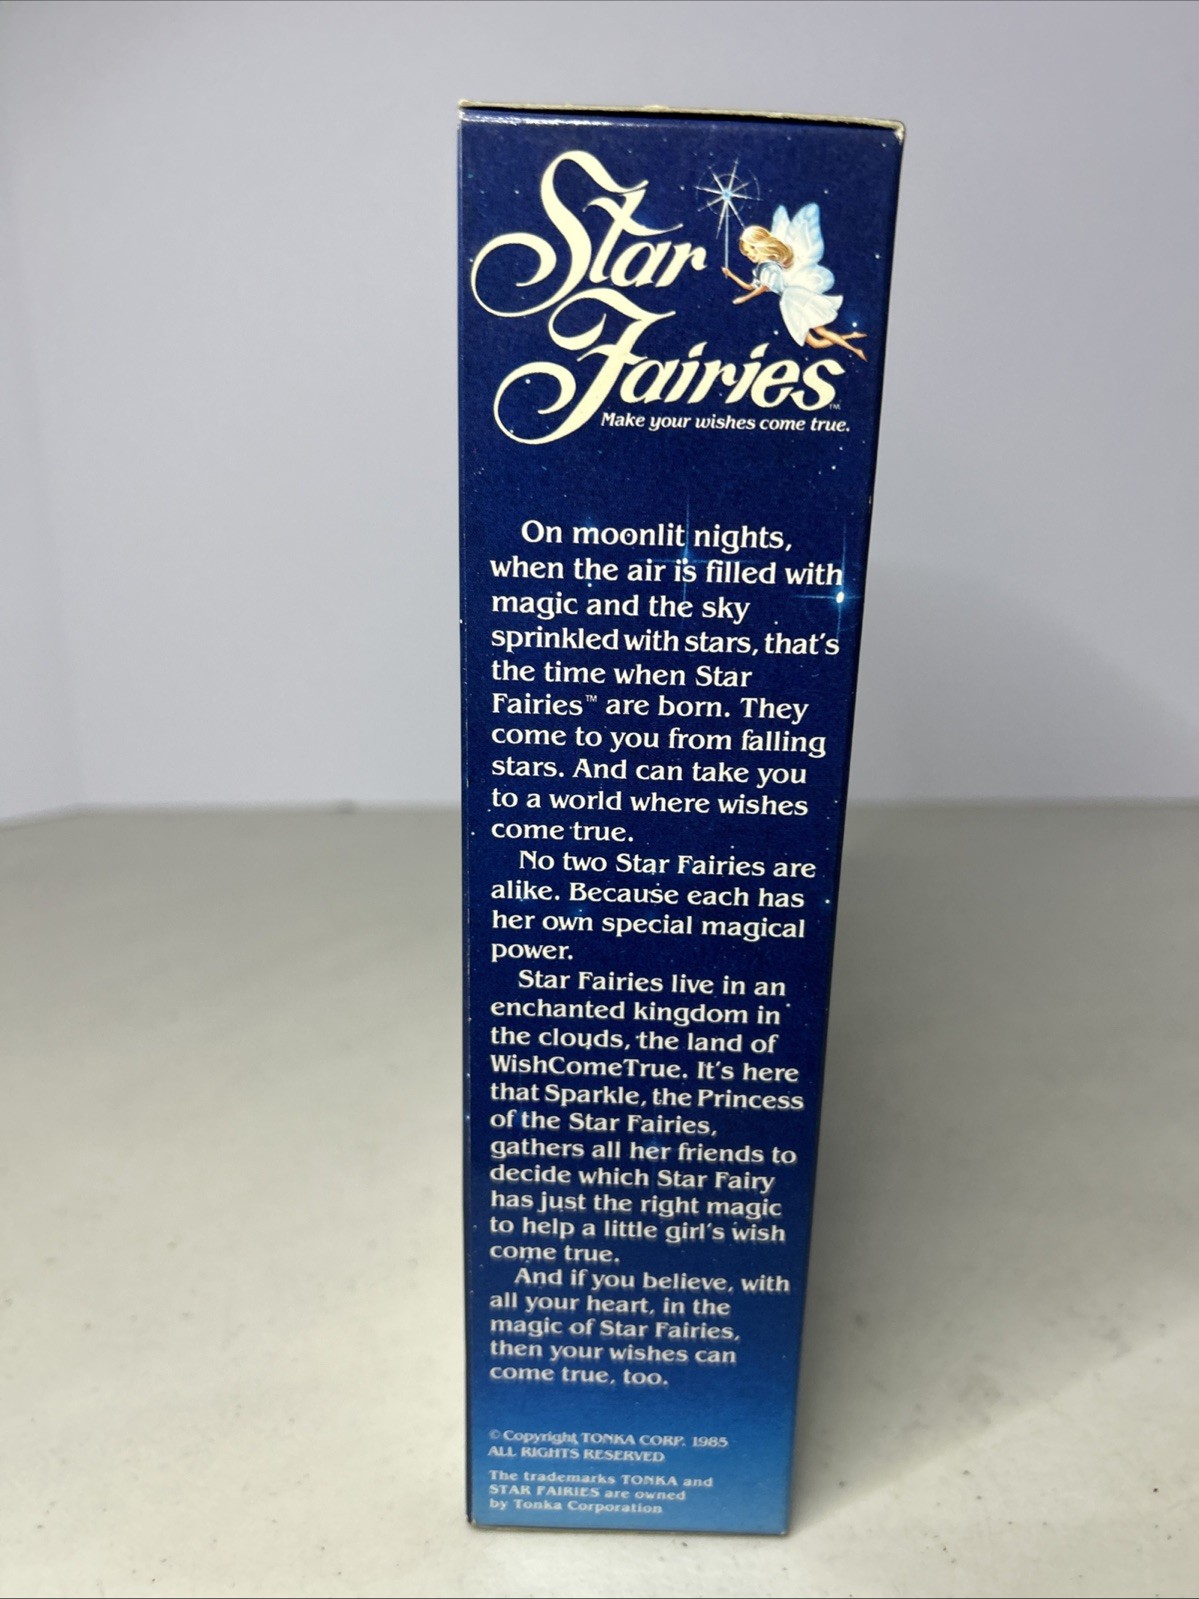 Star
Fairies™
Make your wishes come true.
On moonlit nights,
when the air is filled with
magic and the sky
sprinkled with stars, that's
the time when Star
Fairies™ are born. They
come to you from falling
stars. And can take you
to a world where wishes
come true.
No two Star Fairies are
alike. Because each has
her own special magical
power.
Star Fairies live in an
enchanted kingdom in
the clouds, the land of
WishComeTrue. It's here
that Sparkle, the Princess
of the Star Fairies,
gathers all her friends to
decide which Star Fairy
has just the right magic
to help a little girl's wish
come true.
And if you believe, with
all your heart, in the
magic of Star Fairies,
then your wishes can
come true, too.
© Copyright TONKA CORP. 1985
ALL RIGHTS RESERVED
The trademarks TONKA and
STAR FAIRIES are owned
by Tonka Corporation